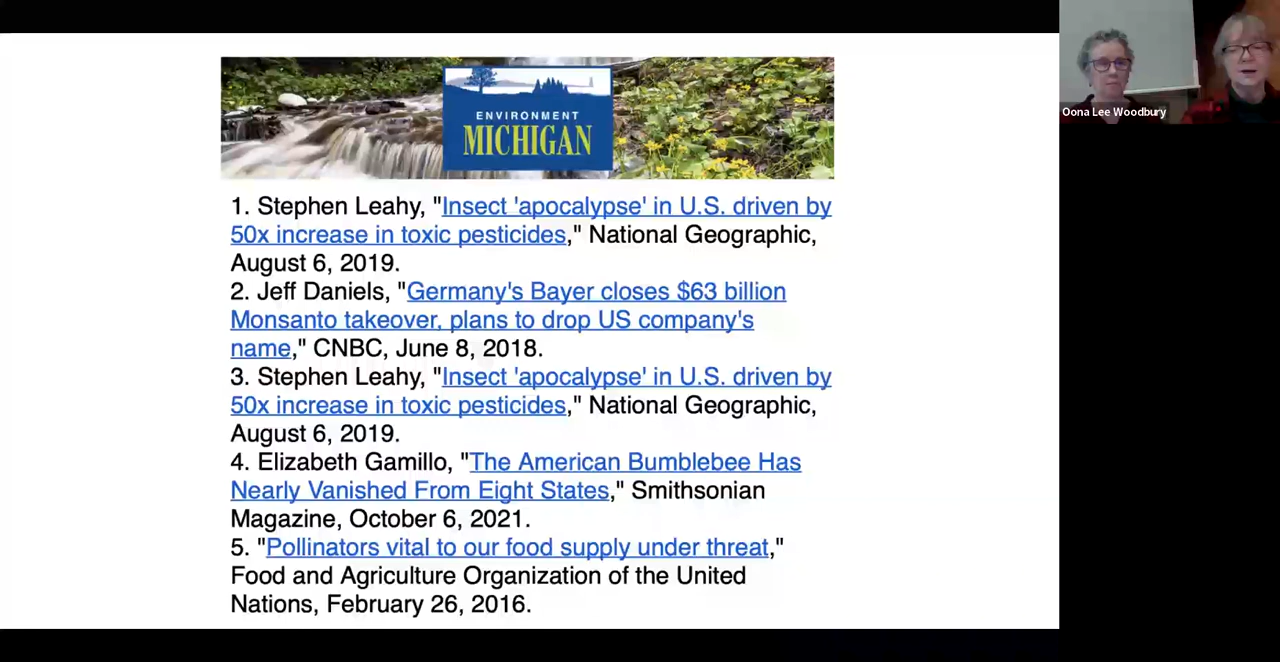 ENVIRONMENT
MICHIGAN
Oona Lee Woodbury
1. Stephen Leahy, "Insect 'apocalypse' in U.S. driven by
50x increase in toxic pesticides," National Geographic,
August 6, 2019.
2. Jeff Daniels, "Germany's Bayer closes $63 billion
Monsanto takeover, plans to drop US company's
name," CNBC, June 8, 2018.
3. Stephen Leahy, "Insect 'apocalypse' in U.S. driven by
50x increase in toxic pesticides," National Geographic,
August 6, 2019.
4. Elizabeth Gamillo, "The American Bumblebee Has
Nearly Vanished From Eight States," Smithsonian
Magazine, October 6, 2021.
5. "Pollinators vital to our food supply under threat,"
Food and Agriculture Organization of the United
Nations, February 26, 2016.